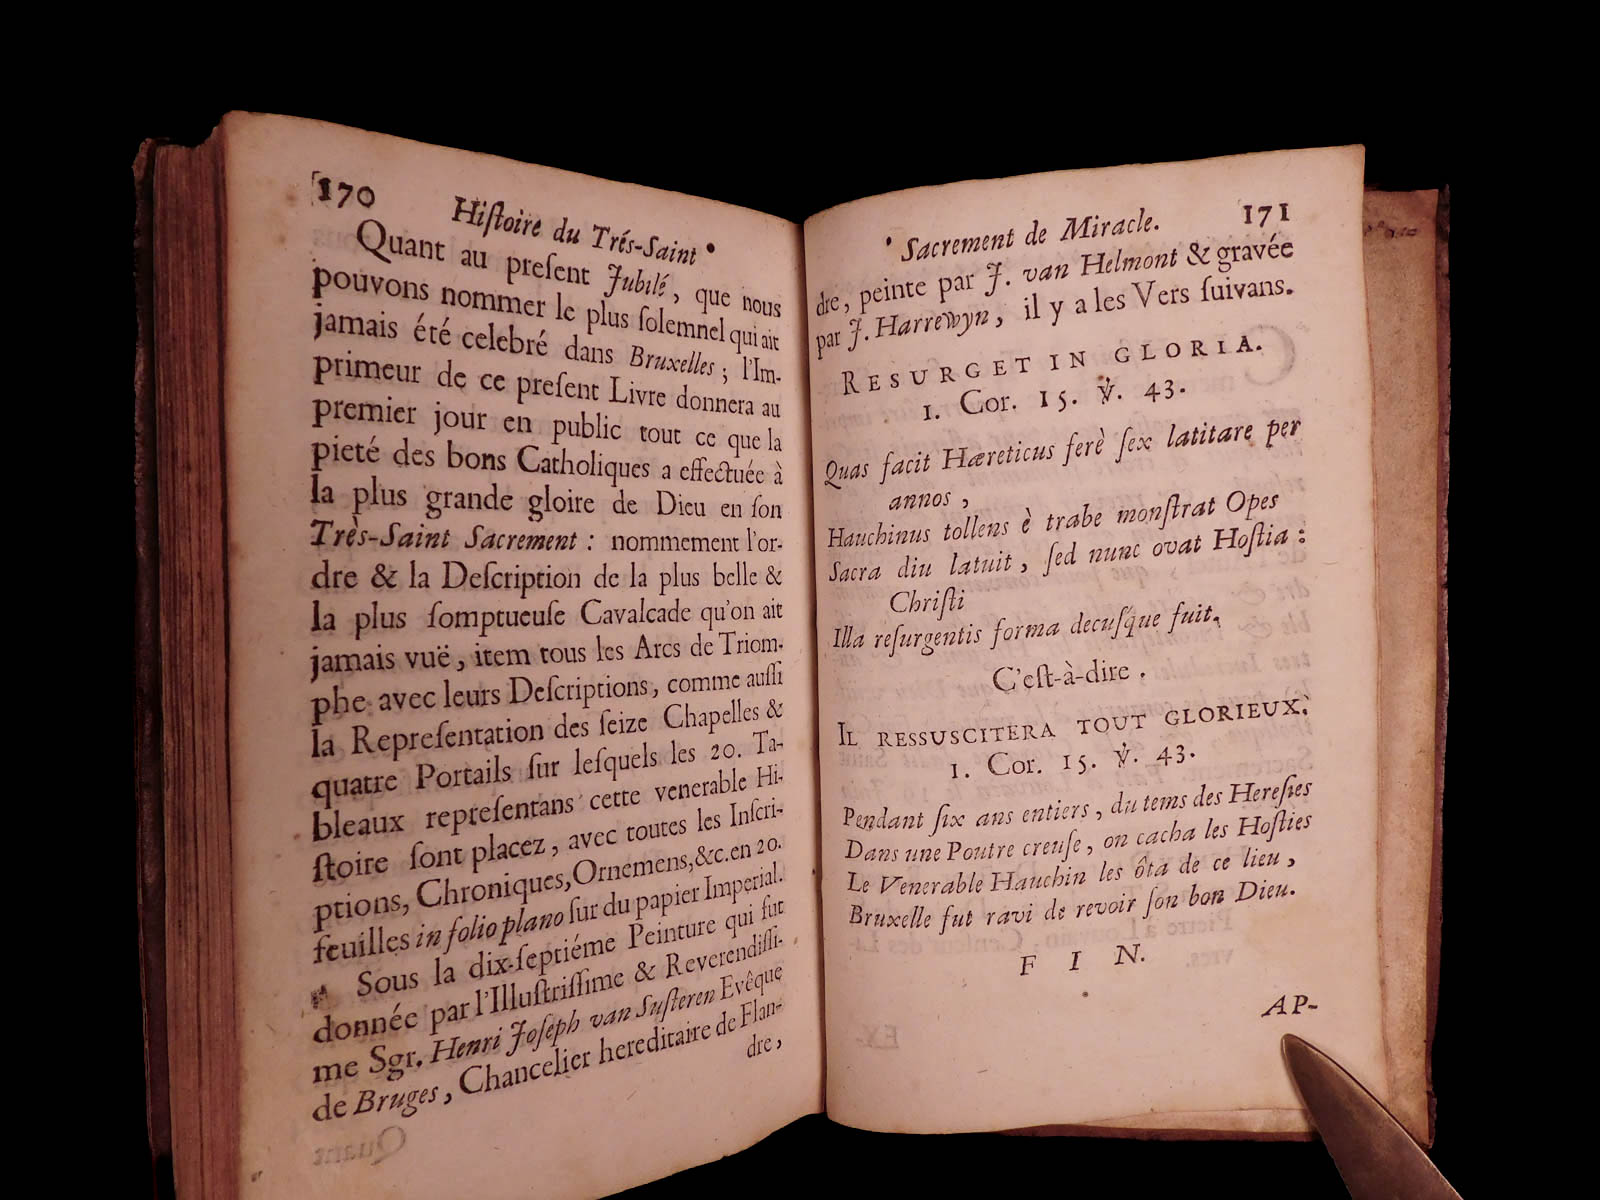 170
Hiſtoire du Trés-Saint
Quant au preſent Jubilé, que nous
pouvons nommer le plus ſolemnel qui ait
jamais été celebré dans Bruxelles; l'Im-
primeur de ce preſent Livre donnera au
premier jour en public tout ce que la
pieté des bons Catholiques a effectuée à
la plus grande gloire de Dieu en ſon
Très-Saint Sacrement: nommement l'or-
dre & la Deſcription de la plus belle &
la plus ſomptueuſe Cavalcade qu'on ait
jamais vuë, item tous les Arcs de Triom-
phe avec leurs Deſcriptions, comme auſſi
la Repreſentation des ſeize Chapelles &
quatre Portails ſur leſquels les 20. Ta-
bleaux repreſentans cette venerable Hi-
ſtoire ſont placez, avec toutes les Inſcri-
ptions, Chroniques, Ornemens, &c. en 20.
feuilles in folio plano ſur du papier Imperial.
Sous la dix-ſeptiéme Peinture qui fut
donnée par l'Illuſtriſſime & Reverendiſſi-
me Sgr. Henri Joſeph van Suſteren Evêque
de Bruges, Chancelier hereditaire de Flan-
dre,
Sacrement de Miracle.
171
dre, peinte par J. van Helmont & gravée
par J. Harrewyn, il y a les Vers ſuivans.
RESURGET IN GLORIA.
1. Cor. 15. ℣. 43.
Quas facit Hæreticus ferè ſex latitare per
annos,
Hauchinus tollens è trabe monſtrat Opes
Sacra diu latuit, ſed nunc ovat Hoſtia:
Chriſti
Illa reſurgentis forma decuſque fuit.
C'eſt-à-dire.
IL RESSUSCITERA TOUT GLORIEUX.
1. Cor. 15. ℣. 43.
Pendant ſix ans entiers, du tems des Hereſies
Dans une Poutre creuſe, on cacha les Hoſties
Le Venerable Hauchin les ôta de ce lieu,
Bruxelle fut ravi de revoir ſon bon Dieu.
FIN.
AP-